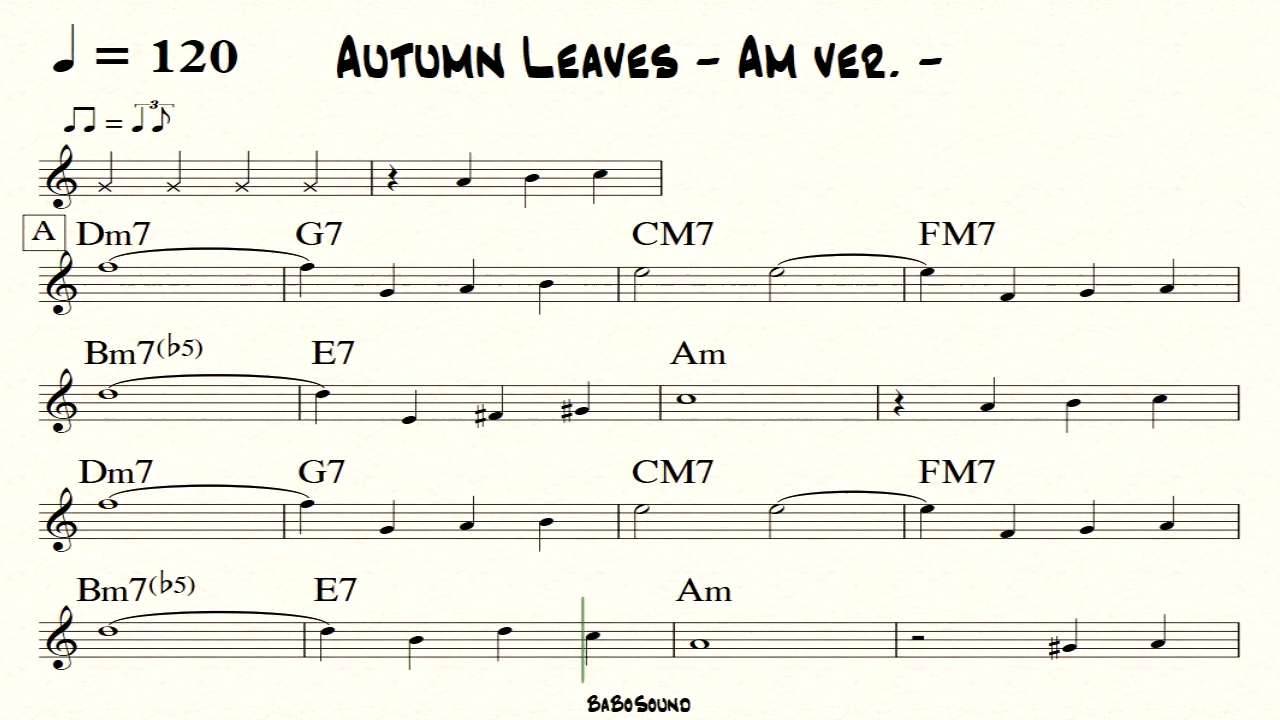 ♩ = 120 AUTUMN LEAVES - AM VER. -
♫ = 3
A Dm7 G7 CM7 FM7
Bm7(♭5) E7 Am
Dm7 G7 CM7 FM7
Bm7(♭5) E7 Am
BABOSOUND